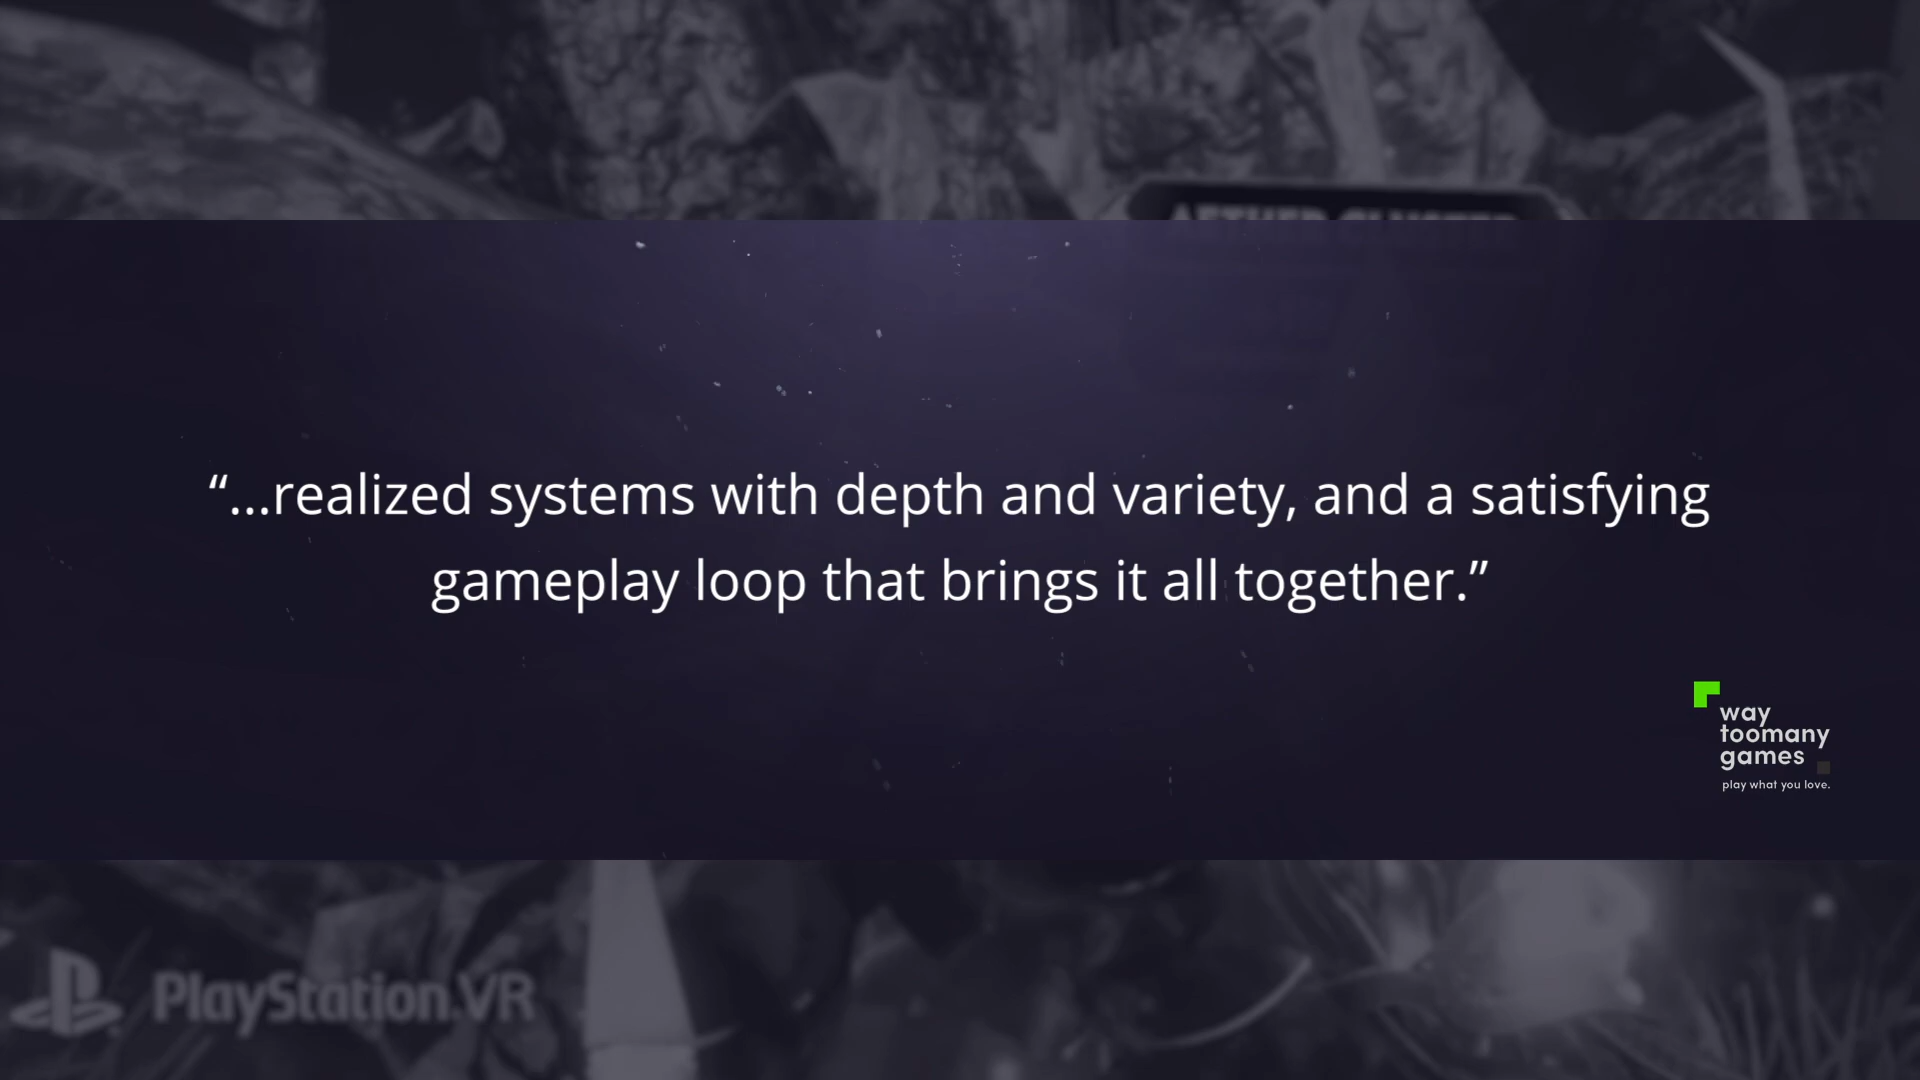 “...realized systems with depth and variety, and a satisfying
gameplay loop that brings it all together.”
way
toomany
games
play what you love.
PlayStation.VR